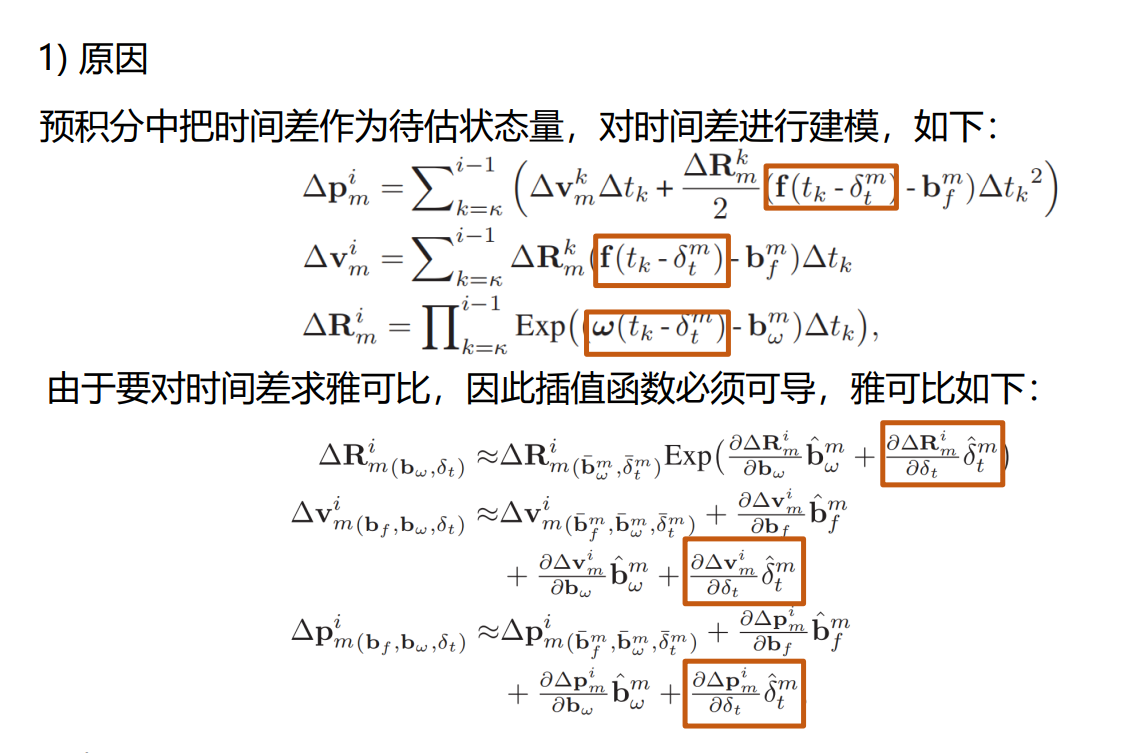 1) 原因
预积分中把时间差作为待估状态量，对时间差进行建模，如下：
$\Delta \mathbf{p}_m^i = \sum_{k=\kappa}^{i-1} \left( \Delta \mathbf{v}_m^k \Delta t_k + \frac{\Delta \mathbf{R}_m^k}{2} (\mathbf{f}(t_k - \delta_t^m) - \mathbf{b}_f^m) \Delta t_k{}^2 \right)$
$\Delta \mathbf{v}_m^i = \sum_{k=\kappa}^{i-1} \Delta \mathbf{R}_m^k (\mathbf{f}(t_k - \delta_t^m) - \mathbf{b}_f^m) \Delta t_k$
$\Delta \mathbf{R}_m^i = \prod_{k=\kappa}^{i-1} \mathrm{Exp}\left( (\boldsymbol{\omega}(t_k - \delta_t^m) - \mathbf{b}_\omega^m) \Delta t_k \right),$
由于要对时间差求雅可比，因此插值函数必须可导，雅可比如下：
$\Delta \mathbf{R}_{m(\mathbf{b}_\omega, \delta_t)}^i \approx \Delta \mathbf{R}_{m(\bar{\mathbf{b}}_\omega^m, \bar{\delta}_t^m)}^i \mathrm{Exp}\left( \frac{\partial \Delta \mathbf{R}_m^i}{\partial \mathbf{b}_\omega} \hat{\mathbf{b}}_\omega^m + \frac{\partial \Delta \mathbf{R}_m^i}{\partial \delta_t} \hat{\delta}_t^m \right)$
$\Delta \mathbf{v}_{m(\mathbf{b}_f, \mathbf{b}_\omega, \delta_t)}^i \approx \Delta \mathbf{v}_{m(\bar{\mathbf{b}}_f^m, \bar{\mathbf{b}}_\omega^m, \bar{\delta}_t^m)}^i + \frac{\partial \Delta \mathbf{v}_m^i}{\partial \mathbf{b}_f} \hat{\mathbf{b}}_f^m$
$+ \frac{\partial \Delta \mathbf{v}_m^i}{\partial \mathbf{b}_\omega} \hat{\mathbf{b}}_\omega^m + \frac{\partial \Delta \mathbf{v}_m^i}{\partial \delta_t} \hat{\delta}_t^m$
$\Delta \mathbf{p}_{m(\mathbf{b}_f, \mathbf{b}_\omega, \delta_t)}^i \approx \Delta \mathbf{p}_{m(\bar{\mathbf{b}}_f^m, \bar{\mathbf{b}}_\omega^m, \bar{\delta}_t^m)}^i + \frac{\partial \Delta \mathbf{p}_m^i}{\partial \mathbf{b}_f} \hat{\mathbf{b}}_f^m$
$+ \frac{\partial \Delta \mathbf{p}_m^i}{\partial \mathbf{b}_\omega} \hat{\mathbf{b}}_\omega^m + \frac{\partial \Delta \mathbf{p}_m^i}{\partial \delta_t} \hat{\delta}_t^m$